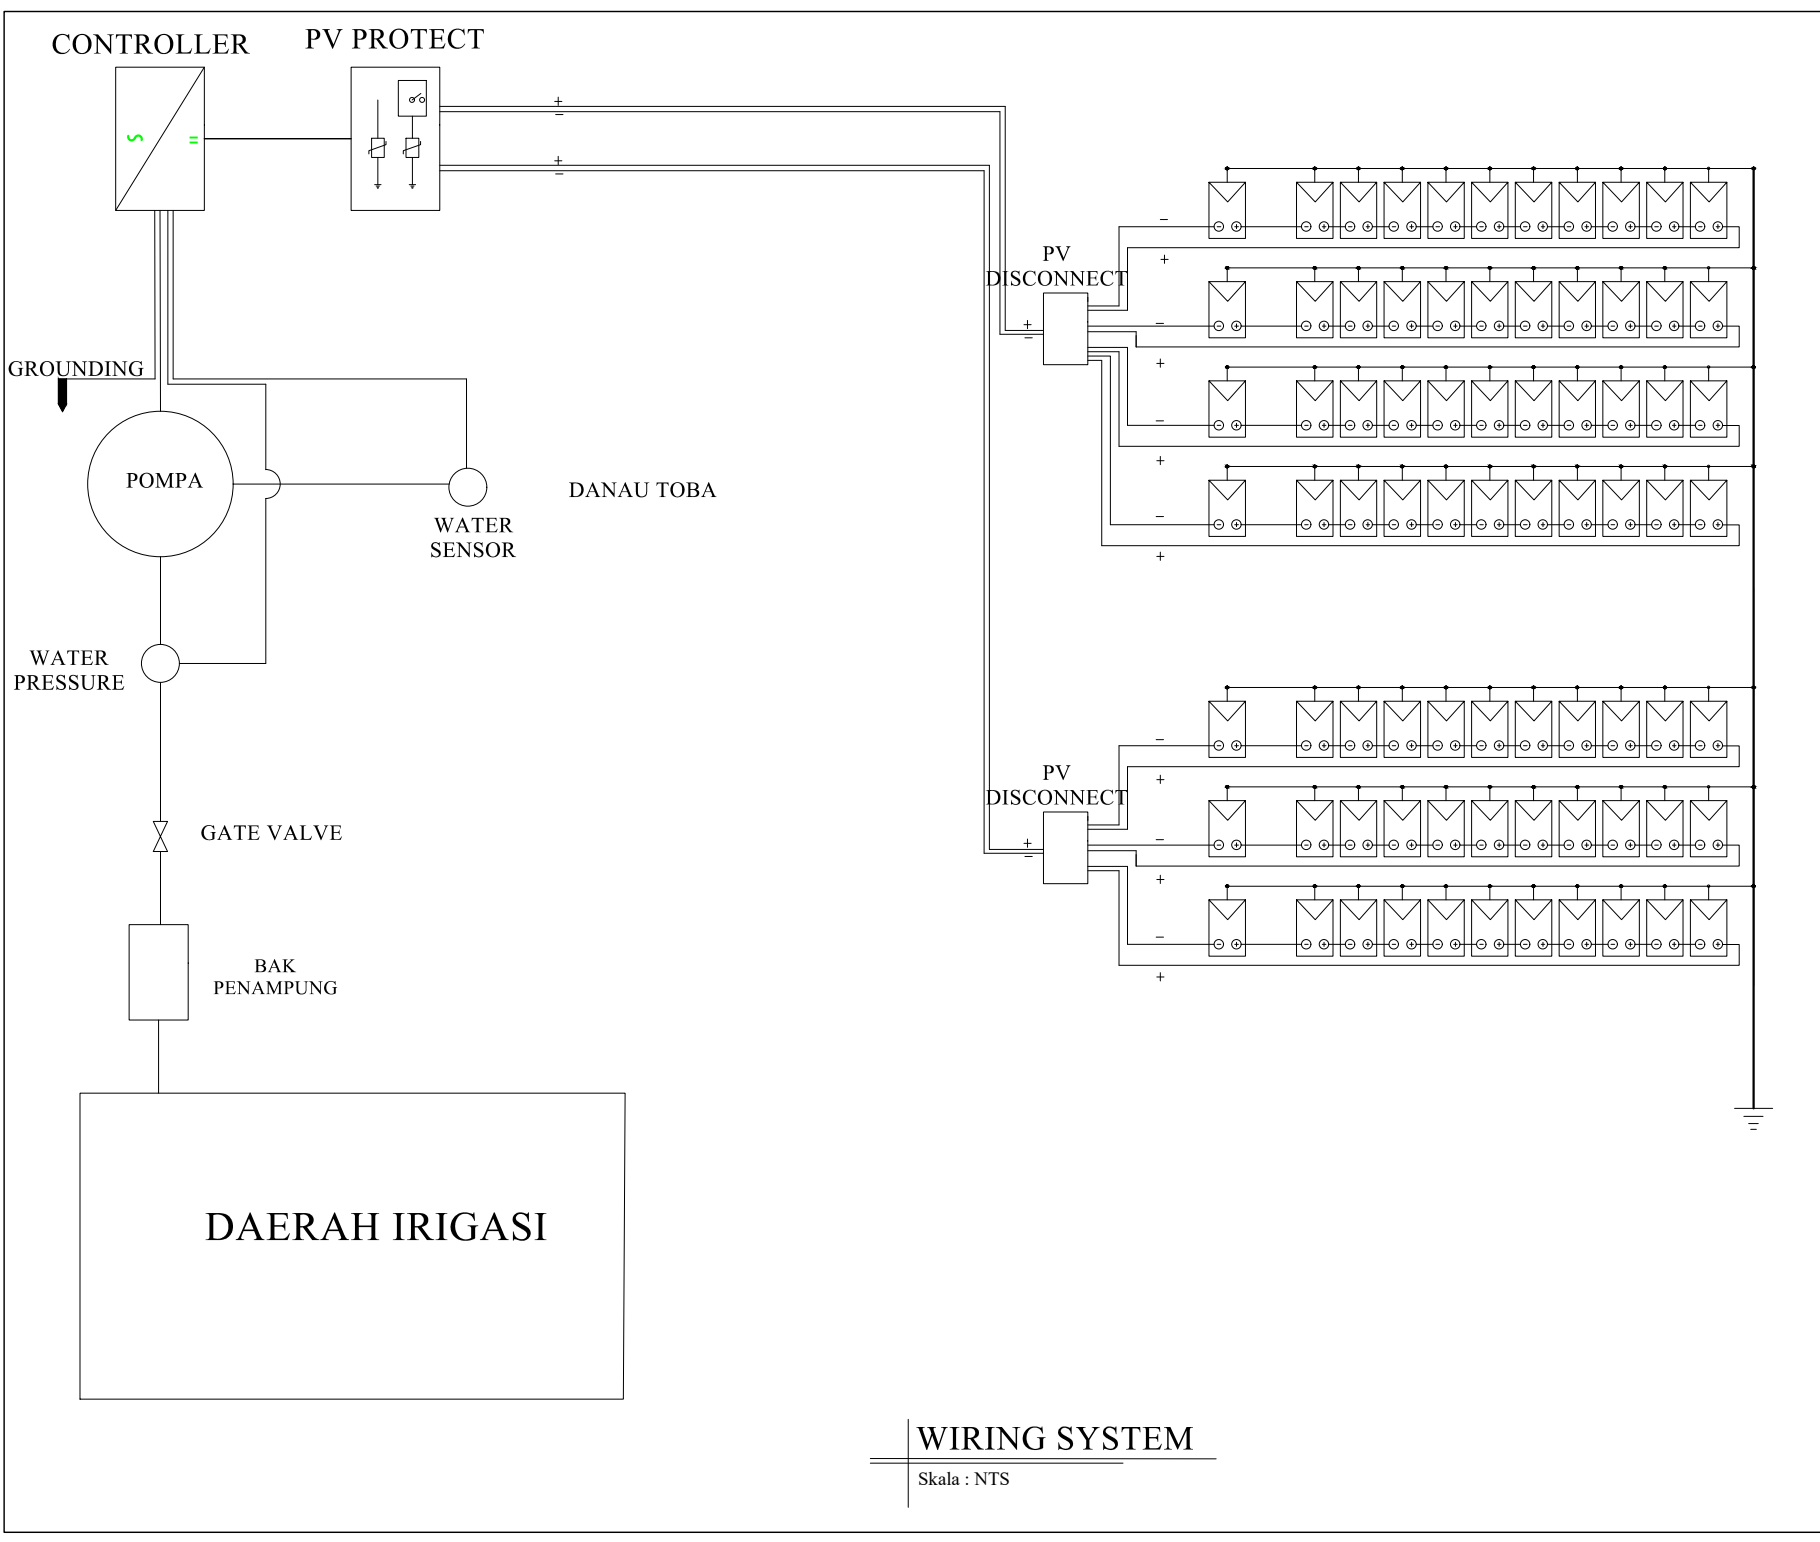 CONTROLLER
PV PROTECT
+
−
+
−
−
+
PV
DISCONNECT
+
−
−
+
−
+
−
+
GROUNDING
POMPA
WATER
SENSOR
DANAU TOBA
WATER
PRESSURE
−
+
PV
DISCONNECT
+
−
−
+
−
+
GATE VALVE
BAK
PENAMPUNG
DAERAH IRIGASI
WIRING SYSTEM
Skala : NTS